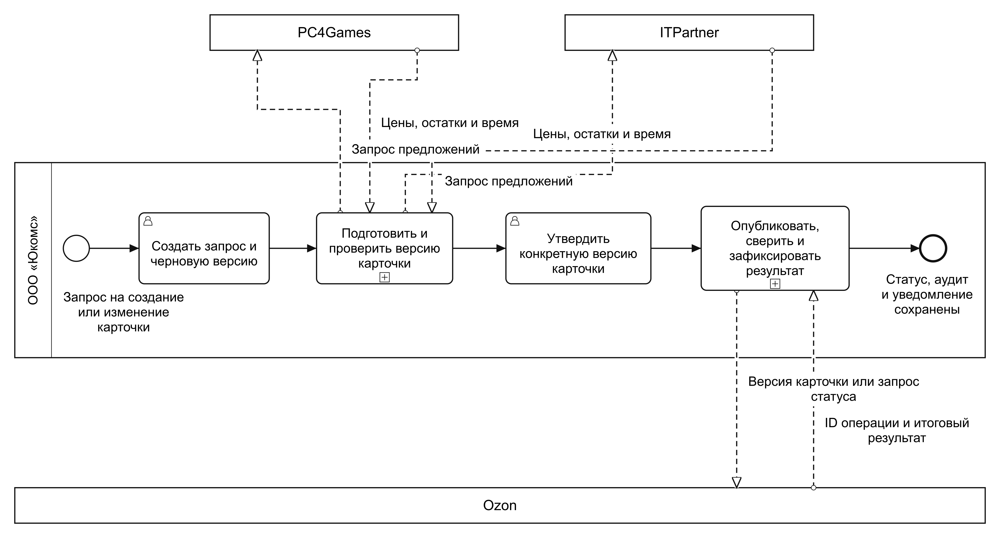 PC4Games
ITPartner
Цены, остатки и время
Цены, остатки и время
Запрос предложений
Запрос предложений
ООО «Юкомс»
Создать запрос и
черновую версию
Подготовить и
проверить версию
карточки
Утвердить
конкретную версию
карточки
Опубликовать,
сверить и
зафиксировать
результат
Запрос на создание
или изменение
карточки
Статус, аудит
и уведомление
сохранены
Версия карточки или запрос
статуса
ID операции и итоговый
результат
Ozon